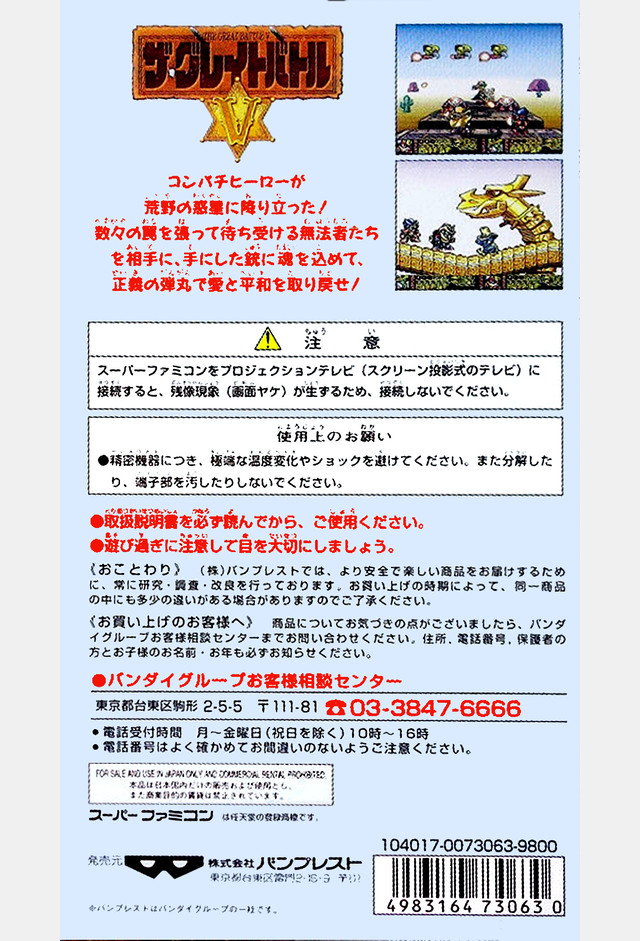 THE GREAT BATTLE V
ザ・グレイトバトル
V
コンパチヒーローが
荒野の惑星に降り立った!
数々の罠を張って待ち受ける無法者たち
を相手に、手にした銃に魂を込めて、
正義の弾丸で愛と平和を取り戻せ!
注意
スーパーファミコンをプロジェクションテレビ(スクリーン投影式のテレビ)に
接続すると、残像現象(画面ヤケ)が生ずるため、接続しないでください。
使用上のお願い
●精密機器につき、極端な温度変化やショックを避けてください。また分解した
り、端子部を汚したりしないでください。
●取扱説明書を必ず読んでから、ご使用ください。
●遊び過ぎに注意して目を大切にしましょう。
《おことわり》 (株)バンプレストでは、より安全で楽しい商品をお届けするため
に、常に研究・調査・改良を行っております。お買い上げの時期によって、同一商品
の中にも多少の違いがある場合がありますのでご了承ください。
《お買い上げのお客様へ》 商品についてお気づきの点がございましたら、バンダ
イグループお客様相談センターまでお問い合わせください。住所,電話番号,保護者の
方とお子様のお名前・お年も必ずお知らせください。
●バンダイグループお客様相談センター
東京都台東区駒形2-5-5 〒111-81 ☎03-3847-6666
●電話受付時間 月~金曜日(祝日を除く)10時~16時
●電話番号はよく確かめてお間違いのないようご注意ください。
FOR SALE AND USE IN JAPAN ONLY AND COMMERCIAL RENTAL PROHIBITED.
本品は日本国内だけの販売および使用とし、
また商業目的の賃貸は禁止されています。
スーパーファミコンは任天堂の登録商標です。
104017-0073063-9800
発売元 株式会社バンプレスト
東京都台東区雷門2-
4983164 730630
※バンプレストはバンダイグループの一社です。